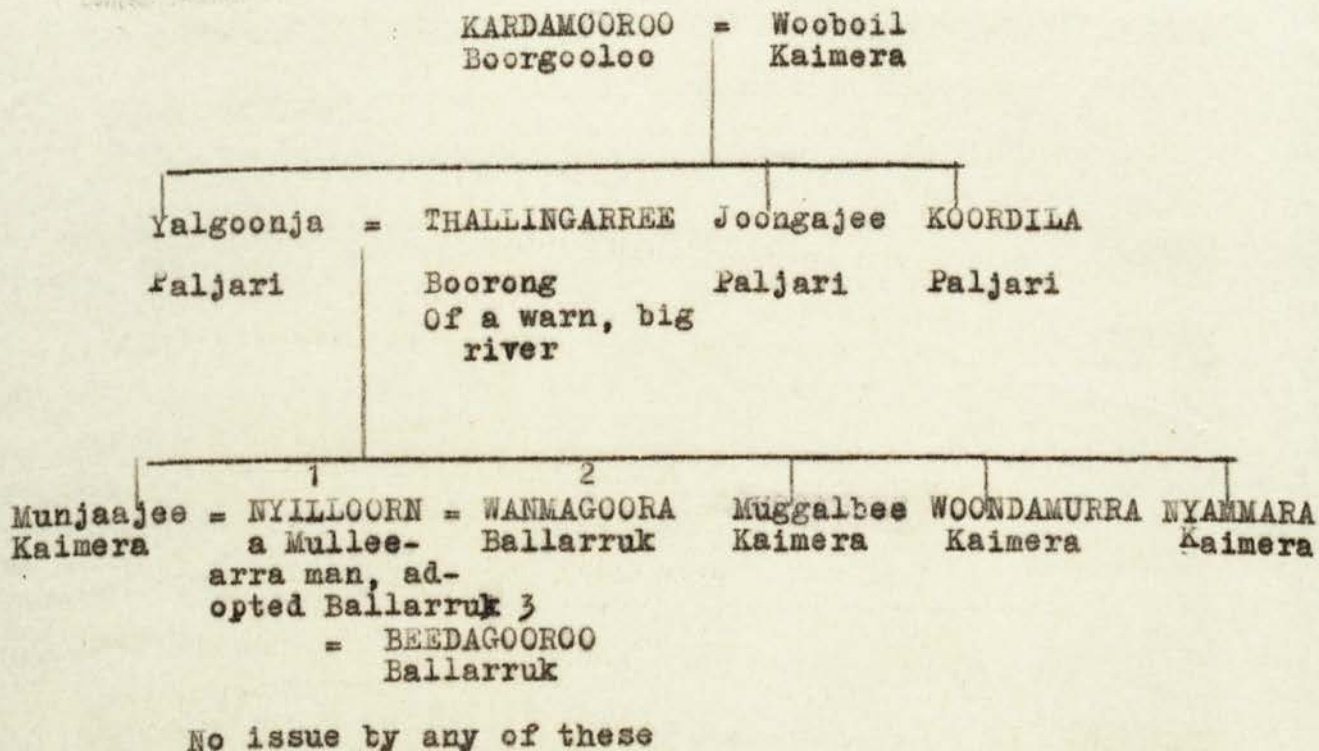 KARDAMOOROO = Wooboil
Boorgooloo Kaimera
Yalgoonja = THALLINGARREE Joongajee KOORDILA
Paljari Boorong Paljari Paljari
Of a warn, big
river
1 2
Munjaajee = NYILLOORN = WANMAGOORA Muggalbee WOONDAMURRA NYAMMARA
Kaimera a Mullee- Ballarruk Kaimera Kaimera Kaimera
arra man, ad-
opted Ballarruk 3
= BEEDAGOOROO
Ballarruk
No issue by any of these